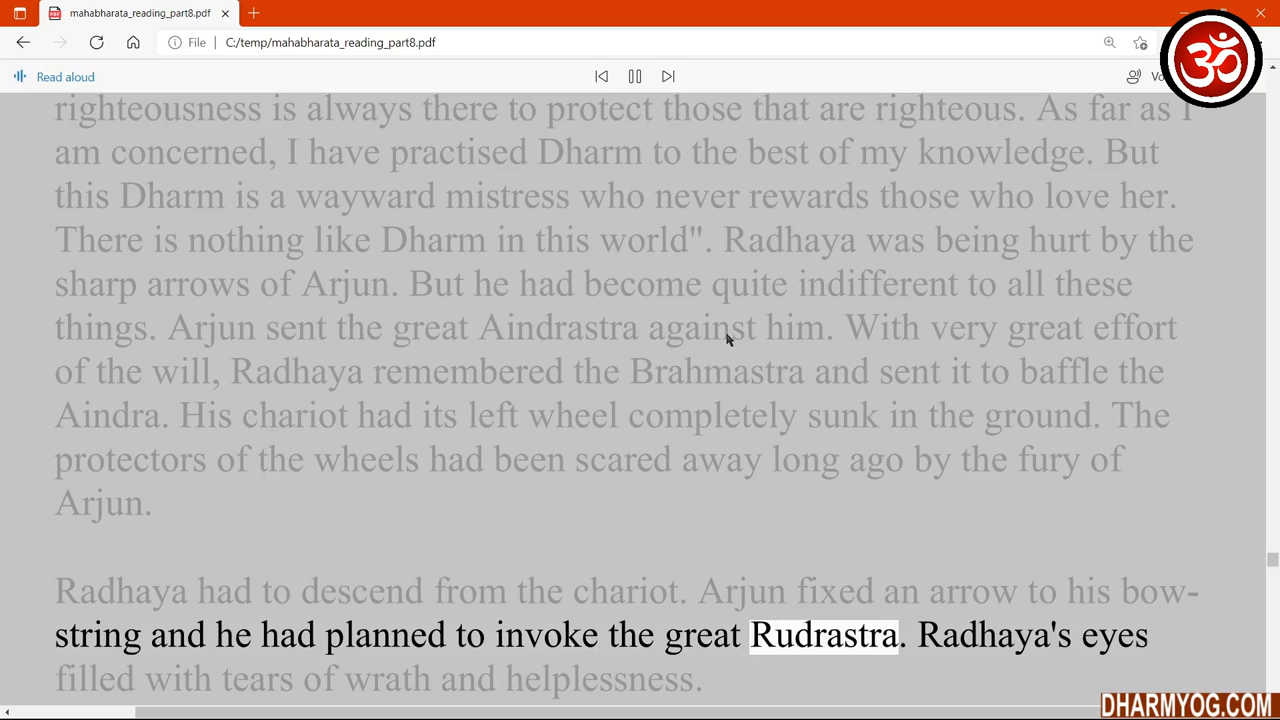 mahabharata_reading_part8.pdf
File C:/temp/mahabharata_reading_part8.pdf
Read aloud
righteousness is always there to protect those that are righteous. As far as I
am concerned, I have practised Dharm to the best of my knowledge. But
this Dharm is a wayward mistress who never rewards those who love her.
There is nothing like Dharm in this world". Radhaya was being hurt by the
sharp arrows of Arjun. But he had become quite indifferent to all these
things. Arjun sent the great Aindrastra against him. With very great effort
of the will, Radhaya remembered the Brahmastra and sent it to baffle the
Aindra. His chariot had its left wheel completely sunk in the ground. The
protectors of the wheels had been scared away long ago by the fury of
Arjun.
Radhaya had to descend from the chariot. Arjun fixed an arrow to his bow-
string and he had planned to invoke the great Rudrastra. Radhaya's eyes
filled with tears of wrath and helplessness.
ॐ
DHARMYOG.COM